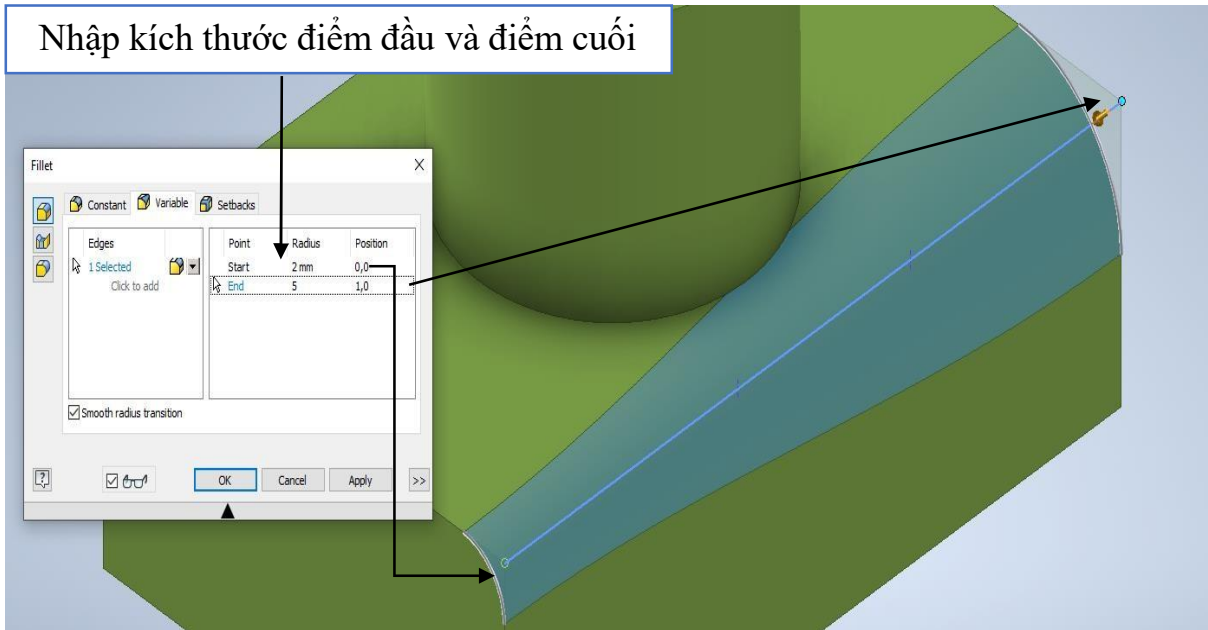 Nhập kích thước điểm đầu và điểm cuối
Fillet
Constant Variable Setbacks
Edges
1 Selected
Click to add
Point Radius Position
Start 2 mm 0,0
End 5 1,0
Smooth radius transition
? OK Cancel Apply >>